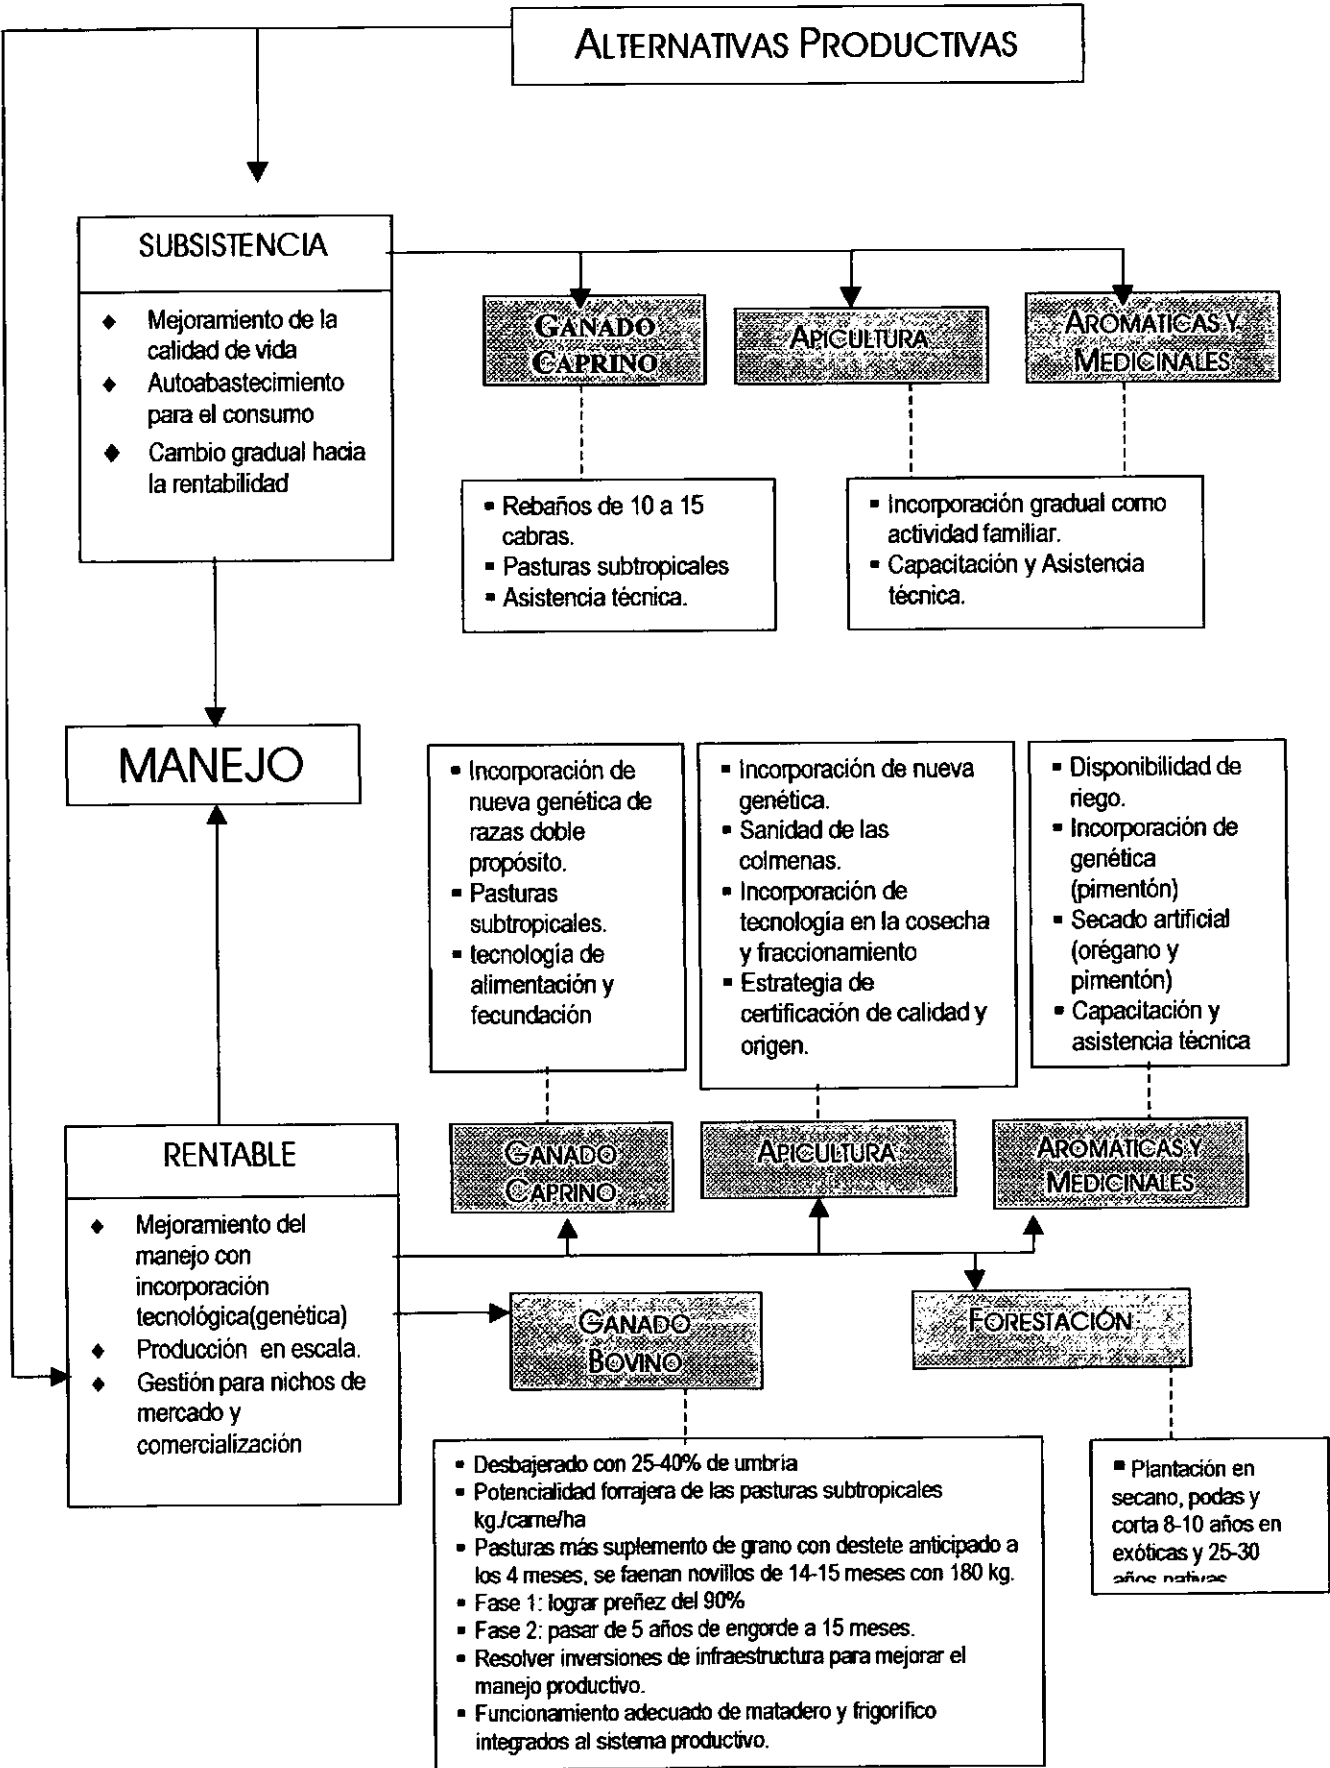 ALTERNATIVAS PRODUCTIVAS
SUBSISTENCIA
♦ Mejoramiento de la
calidad de vida
♦ Autoabastecimiento
para el consumo
♦ Cambio gradual hacia
la rentabilidad
GANADO
CAPRINO
APICULTURA
AROMÁTICAS Y
MEDICINALES
▪ Rebaños de 10 a 15
cabras.
▪ Pasturas subtropicales
▪ Asistencia técnica.
▪ Incorporación gradual como
actividad familiar.
▪ Capacitación y Asistencia
técnica.
MANEJO
▪ Incorporación de
nueva genética de
razas doble
propósito.
▪ Pasturas
subtropicales.
▪ tecnología de
alimentación y
fecundación
▪ Incorporación de nueva
genética.
▪ Sanidad de las
colmenas.
▪ Incorporación de
tecnología en la cosecha
y fraccionamiento
▪ Estrategia de
certificación de calidad y
origen.
▪ Disponibilidad de
riego.
▪ Incorporación de
genética
(pimentón)
▪ Secado artificial
(orégano y
pimentón)
▪ Capacitación y
asistencia técnica
RENTABLE
♦ Mejoramiento del
manejo con
incorporación
tecnológica(genética)
♦ Producción en escala.
♦ Gestión para nichos de
mercado y
comercialización
GANADO
CAPRINO
APICULTURA
AROMÁTICAS Y
MEDICINALES
GANADO
BOVINO
FORESTACIÓN
▪ Desbajerado con 25-40% de umbria
▪ Potencialidad forrajera de las pasturas subtropicales
kg./carne/ha
▪ Pasturas más suplemento de grano con destete anticipado a
los 4 meses, se faenan novillos de 14-15 meses con 180 kg.
▪ Fase 1: lograr preñez del 90%
▪ Fase 2: pasar de 5 años de engorde a 15 meses.
▪ Resolver inversiones de infraestructura para mejorar el
manejo productivo.
▪ Funcionamiento adecuado de matadero y frigorifico
integrados al sistema productivo.
▪ Plantación en
secano, podas y
corta 8-10 años en
exóticas y 25-30
años nativas